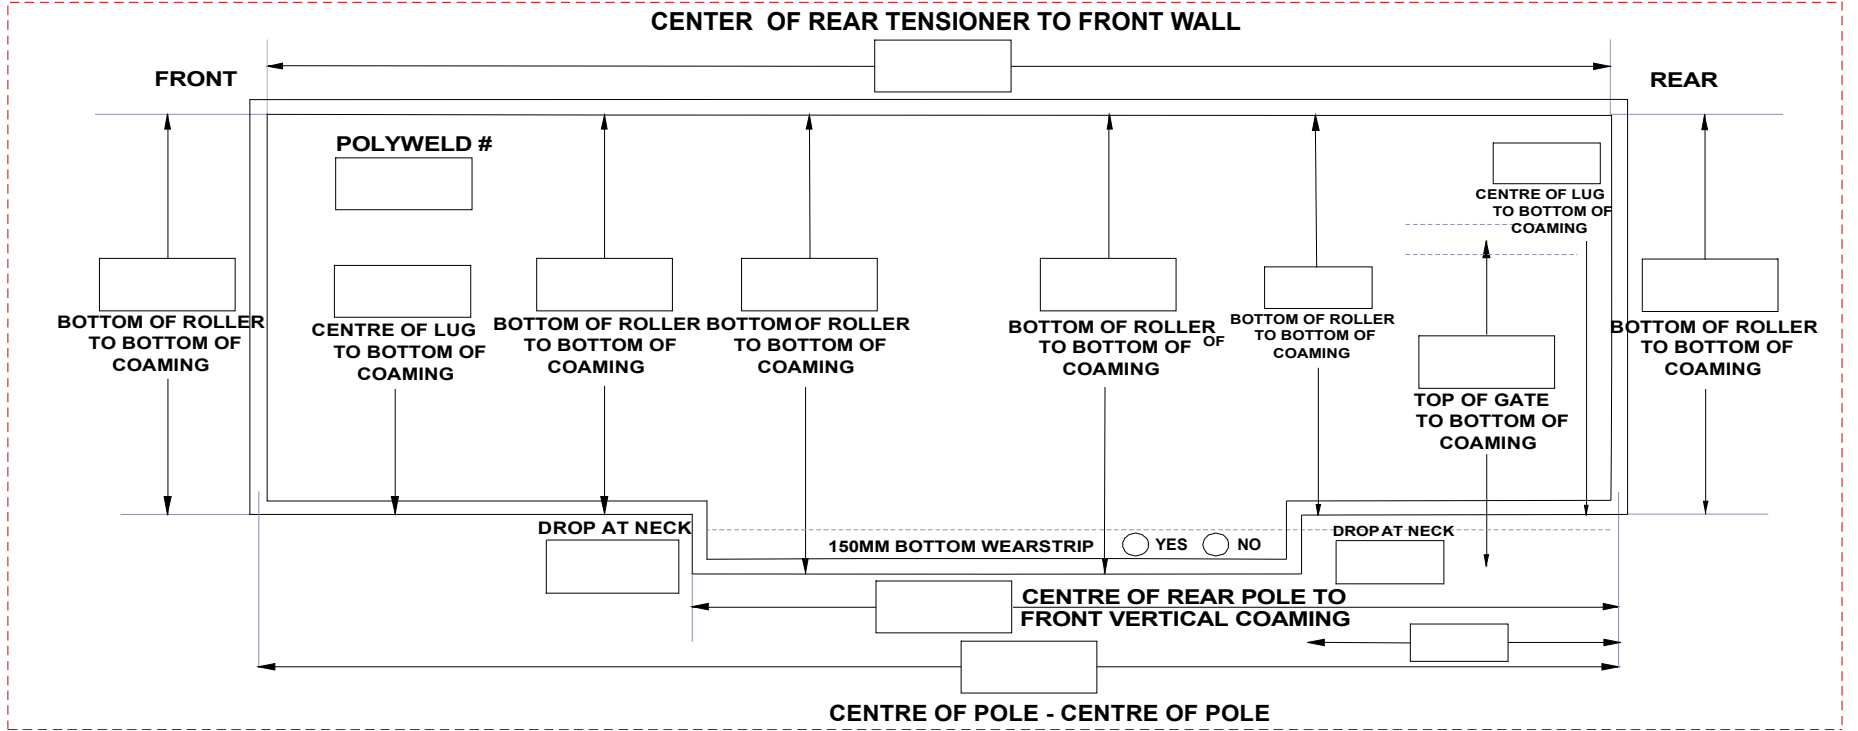 CENTER OF REAR TENSIONER TO FRONT WALL
FRONT
REAR
POLYWELD #
CENTRE OF LUG
TO BOTTOM OF
COAMING
BOTTOM OF ROLLER
TO BOTTOM OF
COAMING
CENTRE OF LUG
TO BOTTOM OF
COAMING
BOTTOM OF ROLLER
TO BOTTOM OF
COAMING
BOTTOM OF ROLLER
TO BOTTOM OF
COAMING
BOTTOM OF ROLLER
TO BOTTOM OF
OF
COAMING
BOTTOM OF ROLLER
TO BOTTOM OF
COAMING
TOP OF GATE
TO BOTTOM OF
COAMING
BOTTOM OF ROLLER
TO BOTTOM OF
COAMING
DROP AT NECK
150MM BOTTOM WEARSTRIP YES NO
DROP AT NECK
CENTRE OF REAR POLE TO
FRONT VERTICAL COAMING
CENTRE OF POLE - CENTRE OF POLE